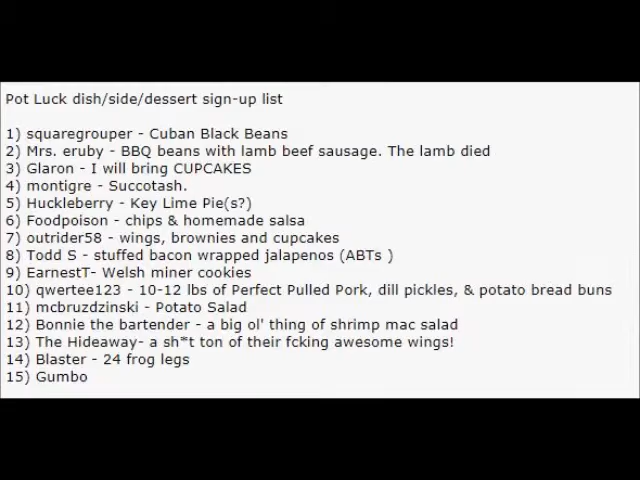 Pot Luck dish/side/dessert sign-up list
1) squaregrouper - Cuban Black Beans
2) Mrs. eruby - BBQ beans with lamb beef sausage. The lamb died
3) Glaron - I will bring CUPCAKES
4) montigre - Succotash.
5) Huckleberry - Key Lime Pie(s?)
6) Foodpoison - chips & homemade salsa
7) outrider58 - wings, brownies and cupcakes
8) Todd S - stuffed bacon wrapped jalapenos (ABTs )
9) EarnestT- Welsh miner cookies
10) qwertee123 - 10-12 lbs of Perfect Pulled Pork, dill pickles, & potato bread buns
11) mcbruzdzinski - Potato Salad
12) Bonnie the bartender - a big ol' thing of shrimp mac salad
13) The Hideaway- a sh*t ton of their fcking awesome wings!
14) Blaster - 24 frog legs
15) Gumbo